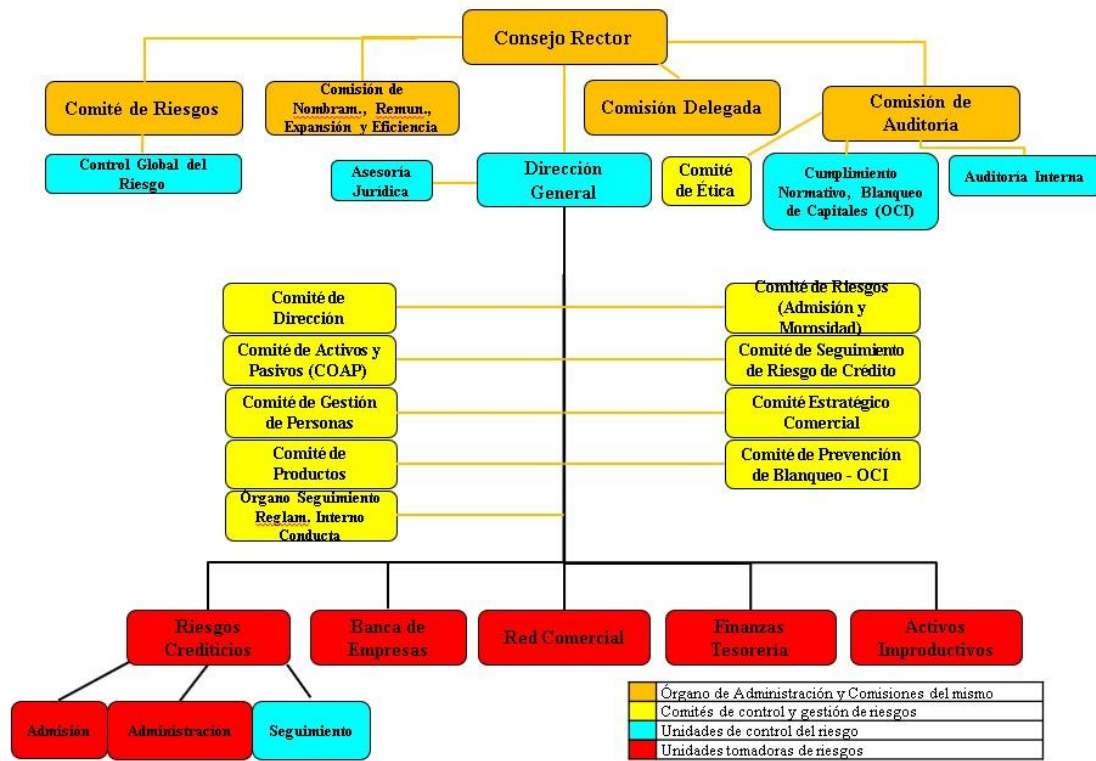 Consejo Rector
Comité de Riesgos
Comisión de
Nombram., Remun.,
Expansión y Eficiencia
Comisión Delegada
Comisión de
Auditoría
Control Global del
Riesgo
Asesoría
Jurídica
Dirección
General
Comité
de Ética
Cumplimiento
Normativo, Blanqueo
de Capitales (OCI)
Auditoría Interna
Comité de
Dirección
Comité de Riesgos
(Admisión y
Morosidad)
Comité de Activos y
Pasivos (COAP)
Comité de Seguimiento
de Riesgo de Crédito
Comité de Gestión
de Personas
Comité Estratégico
Comercial
Comité de
Productos
Comité de Prevención
de Blanqueo - OCI
Órgano Seguimiento
Reglam. Interno
Conducta
Riesgos
Crediticios
Banca de
Empresas
Red Comercial
Finanzas
Tesorería
Activos
Improductivos
Admisión
Administración
Seguimiento
Órgano de Administración y Comisiones del mismo
Comités de control y gestión de riesgos
Unidades de control del riesgo
Unidades tomadoras de riesgos